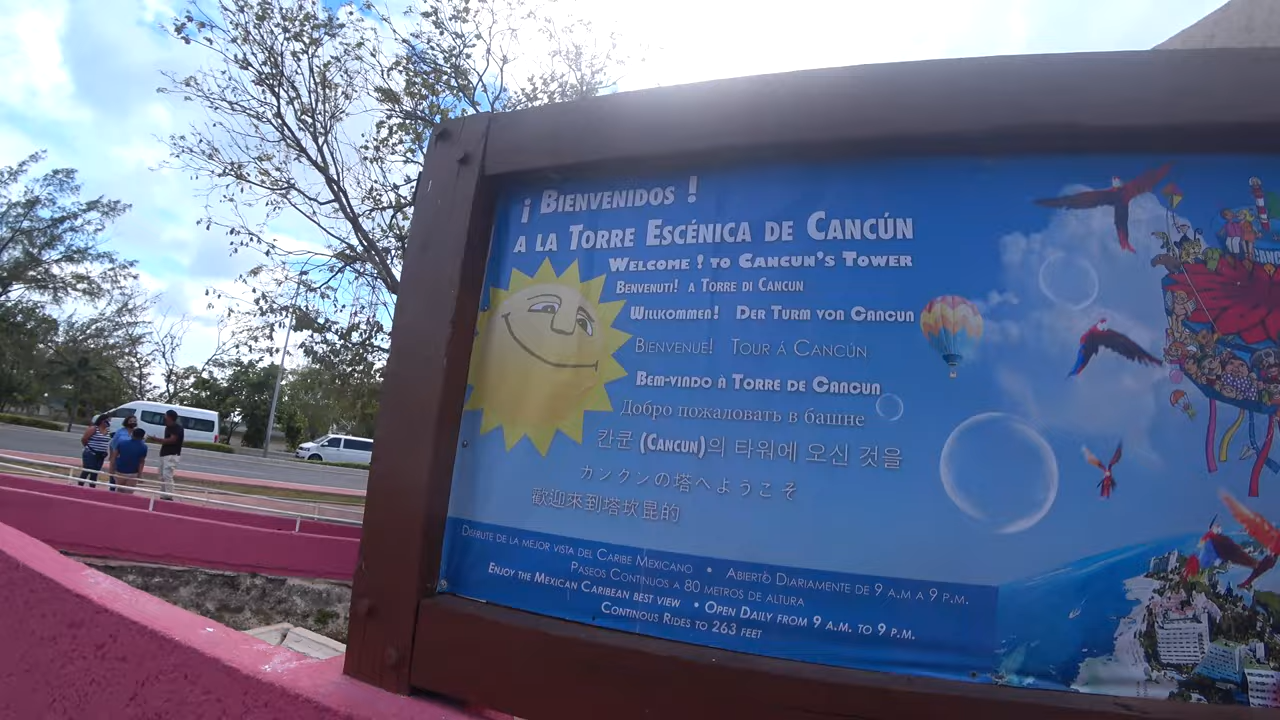 ¡ BIENVENIDOS !
A LA TORRE ESCÉNICA DE CANCÚN
WELCOME ! TO CANCUN'S TOWER
BENVENUTI! A TORRE DI CANCUN
WILLKOMMEN! DER TURM VON CANCUN
BIENVENUE! TOUR Á CANCÚN
BEM-VINDO À TORRE DE CANCUN
Добро пожаловать в башне
칸쿤 (CANCUN)의 타워에 오신 것을
カンクンの塔へようこそ
歡迎來到塔坎昆的
DISFRUTE DE LA MEJOR VISTA DEL CARIBE MEXICANO • ABIERTO DIARIAMENTE DE 9 A.M A 9 P.M.
PASEOS CONTINUOS A 80 METROS DE ALTURA
ENJOY THE MEXICAN CARIBEAN BEST VIEW • OPEN DAILY FROM 9 A.M. TO 9 P.M.
CONTINOUS RIDES TO 263 FEET